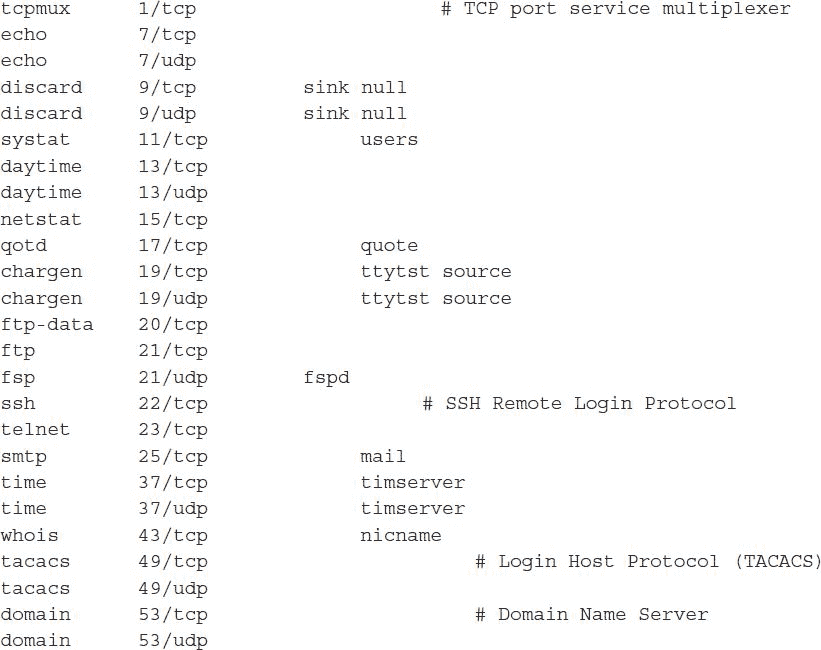 tcpmux 1/tcp # TCP port service multiplexer
echo 7/tcp
echo 7/udp
discard 9/tcp sink null
discard 9/udp sink null
systat 11/tcp users
daytime 13/tcp
daytime 13/udp
netstat 15/tcp
qotd 17/tcp quote
chargen 19/tcp ttytst source
chargen 19/udp ttytst source
ftp-data 20/tcp
ftp 21/tcp
fsp 21/udp fspd
ssh 22/tcp # SSH Remote Login Protocol
telnet 23/tcp
smtp 25/tcp mail
time 37/tcp timserver
time 37/udp timserver
whois 43/tcp nicname
tacacs 49/tcp # Login Host Protocol (TACACS)
tacacs 49/udp
domain 53/tcp # Domain Name Server
domain 53/udp